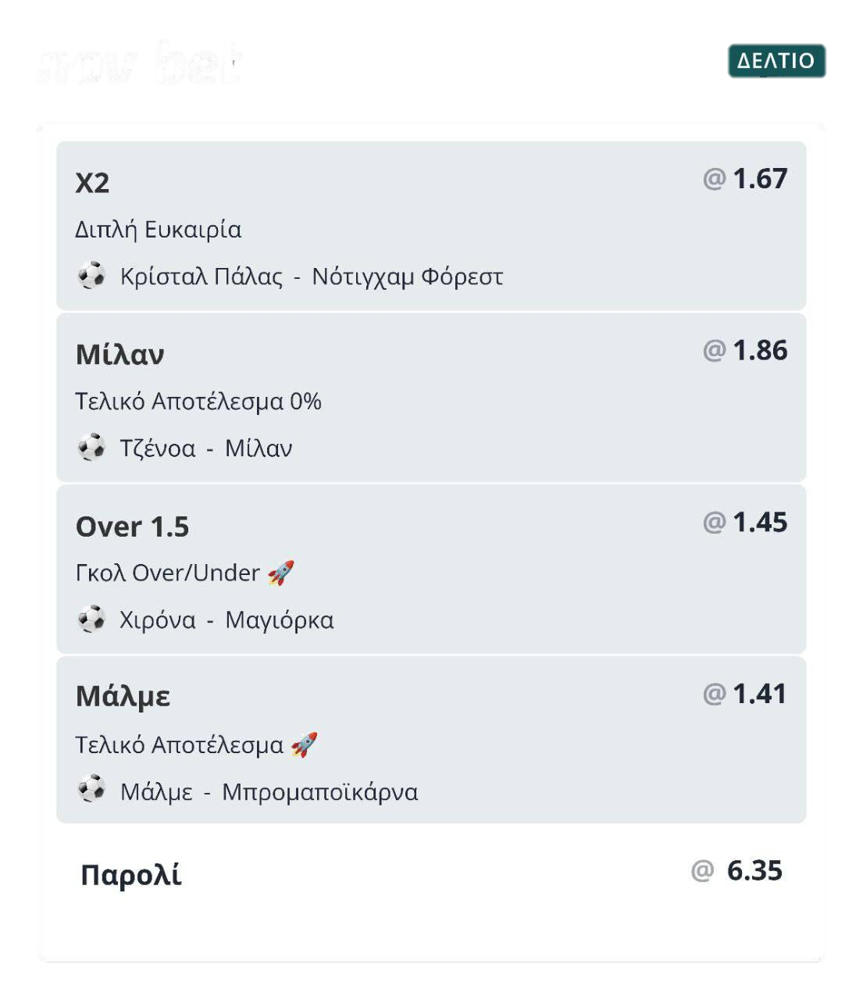 nov bet
ΔΕΛΤΙΟ
X2
@ 1.67
Διπλή Ευκαιρία
Κρίσταλ Πάλας - Νότιγχαμ Φόρεστ
Μίλαν
@ 1.86
Τελικό Αποτέλεσμα 0%
Τζένοα - Μίλαν
Over 1.5
@ 1.45
Γκολ Over/Under 🚀
Χιρόνα - Μαγιόρκα
Μάλμε
@ 1.41
Τελικό Αποτέλεσμα 🚀
Μάλμε - Μπρομαποϊκάρνα
Παρολί
@ 6.35